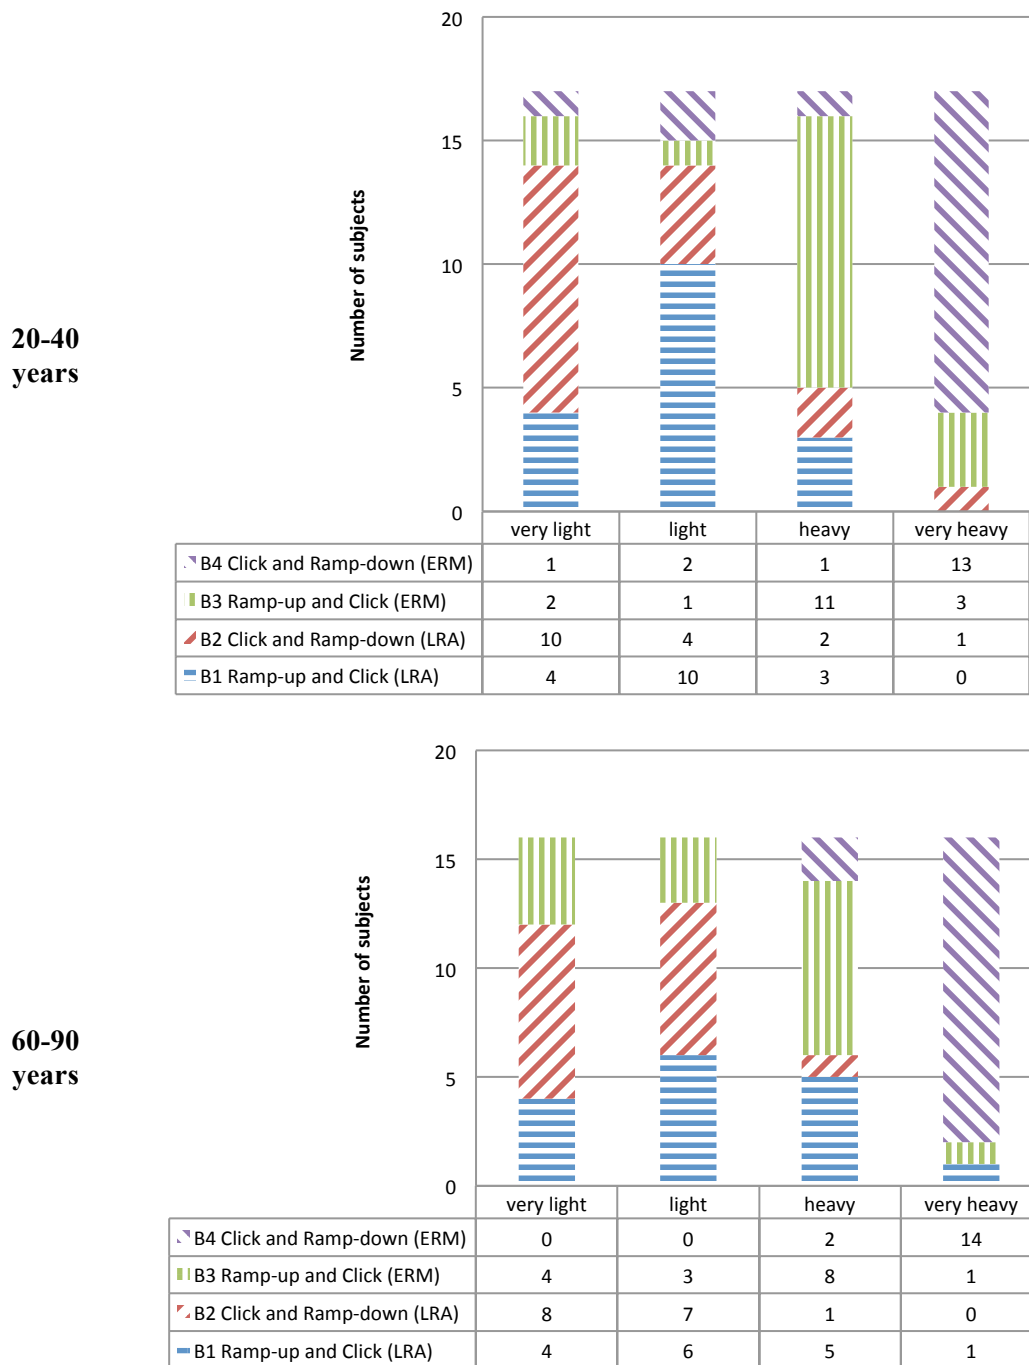 20
15
10
5
0
Number of subjects
20-40
years
very light light heavy very heavy
B4 Click and Ramp-down (ERM) 1 2 1 13
B3 Ramp-up and Click (ERM) 2 1 11 3
B2 Click and Ramp-down (LRA) 10 4 2 1
B1 Ramp-up and Click (LRA) 4 10 3 0
20
15
10
5
0
Number of subjects
60-90
years
very light light heavy very heavy
B4 Click and Ramp-down (ERM) 0 0 2 14
B3 Ramp-up and Click (ERM) 4 3 8 1
B2 Click and Ramp-down (LRA) 8 7 1 0
B1 Ramp-up and Click (LRA) 4 6 5 1